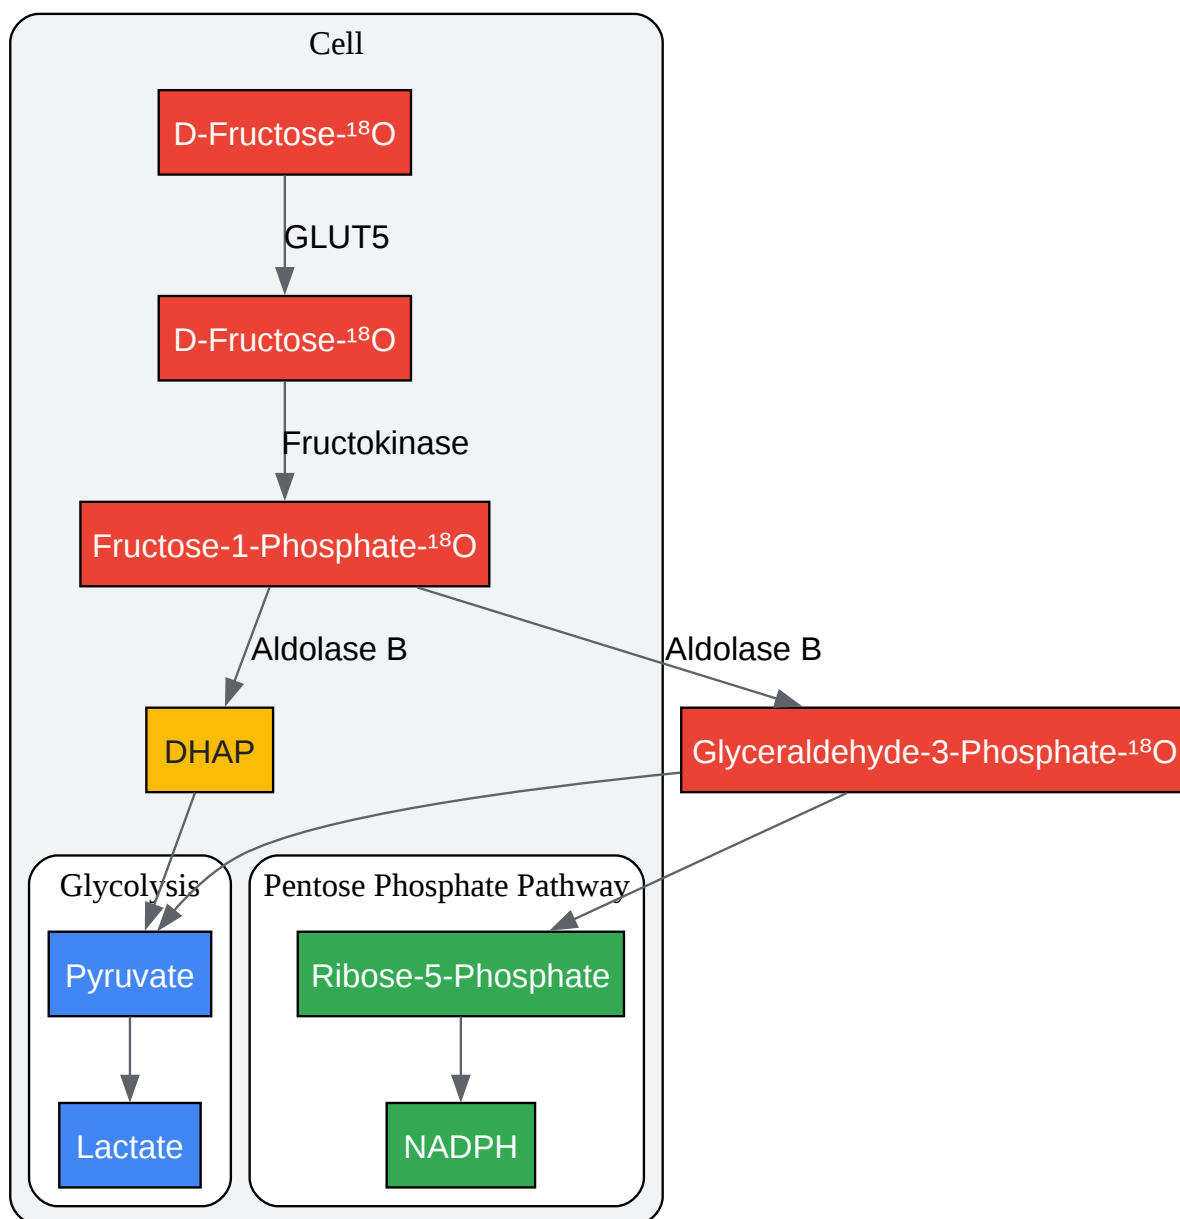 Cell
D-Fructose-¹⁸O
GLUT5
D-Fructose-¹⁸O
Fructokinase
Fructose-1-Phosphate-¹⁸O
Aldolase B
Aldolase B
DHAP
Glyceraldehyde-3-Phosphate-¹⁸O
Glycolysis
Pentose Phosphate Pathway
Pyruvate
Ribose-5-Phosphate
Lactate
NADPH